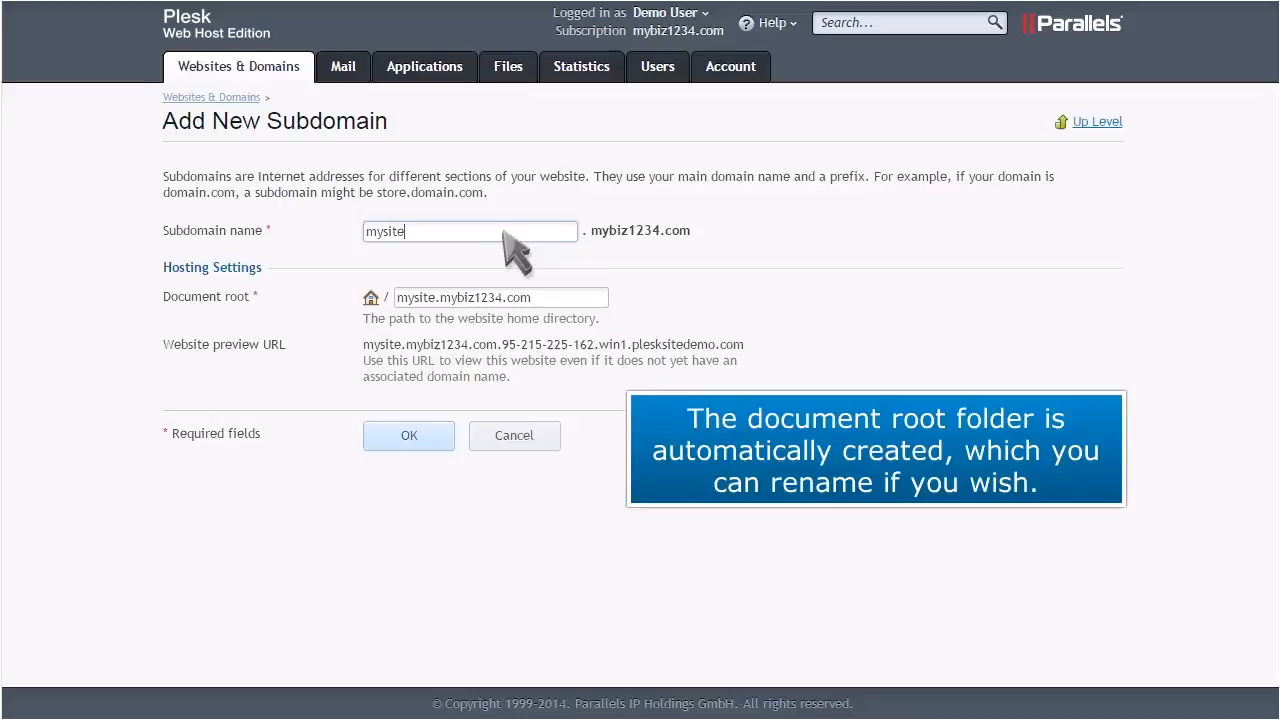 Plesk
Web Host Edition
Logged in as Demo User
Subscription mybiz1234.com
? Help
Search...
Parallels
Websites & Domains
Mail
Applications
Files
Statistics
Users
Account
Websites & Domains >
Add New Subdomain
Up Level
Subdomains are Internet addresses for different sections of your website. They use your main domain name and a prefix. For example, if your domain is
domain.com, a subdomain might be store.domain.com.
Subdomain name * mysite . mybiz1234.com
Hosting Settings
Document root * / mysite.mybiz1234.com
The path to the website home directory.
Website preview URL mysite.mybiz1234.com.95-215-225-162.win1.plesksitedemo.com
Use this URL to view this website even if it does not yet have an
associated domain name.
* Required fields
OK
Cancel
The document root folder is
automatically created, which you
can rename if you wish.
© Copyright 1999-2014. Parallels IP Holdings GmbH. All rights reserved.